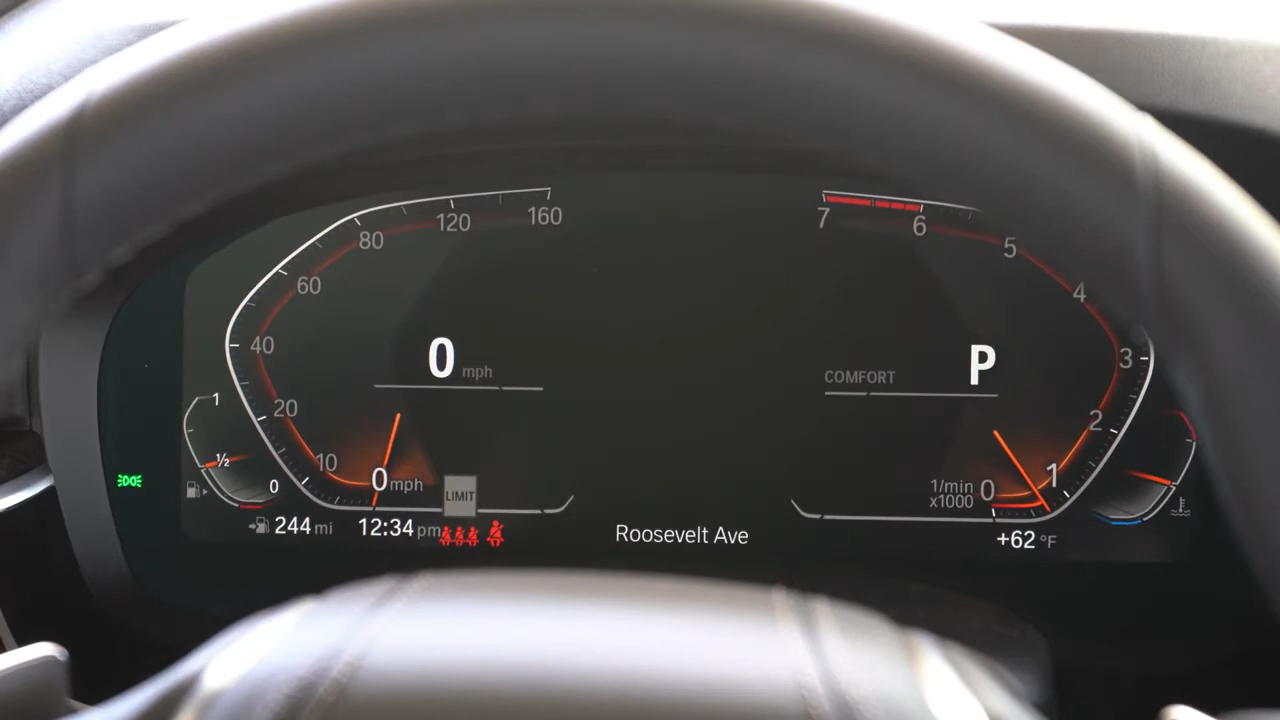 160
120
80
60
40
20
10
0 mph
0 mph
1
½
0
LIMIT
244 mi
12:34 pm
Roosevelt Ave
7
6
5
4
3
2
1
0
COMFORT
P
1/min
x1000
+62 °F